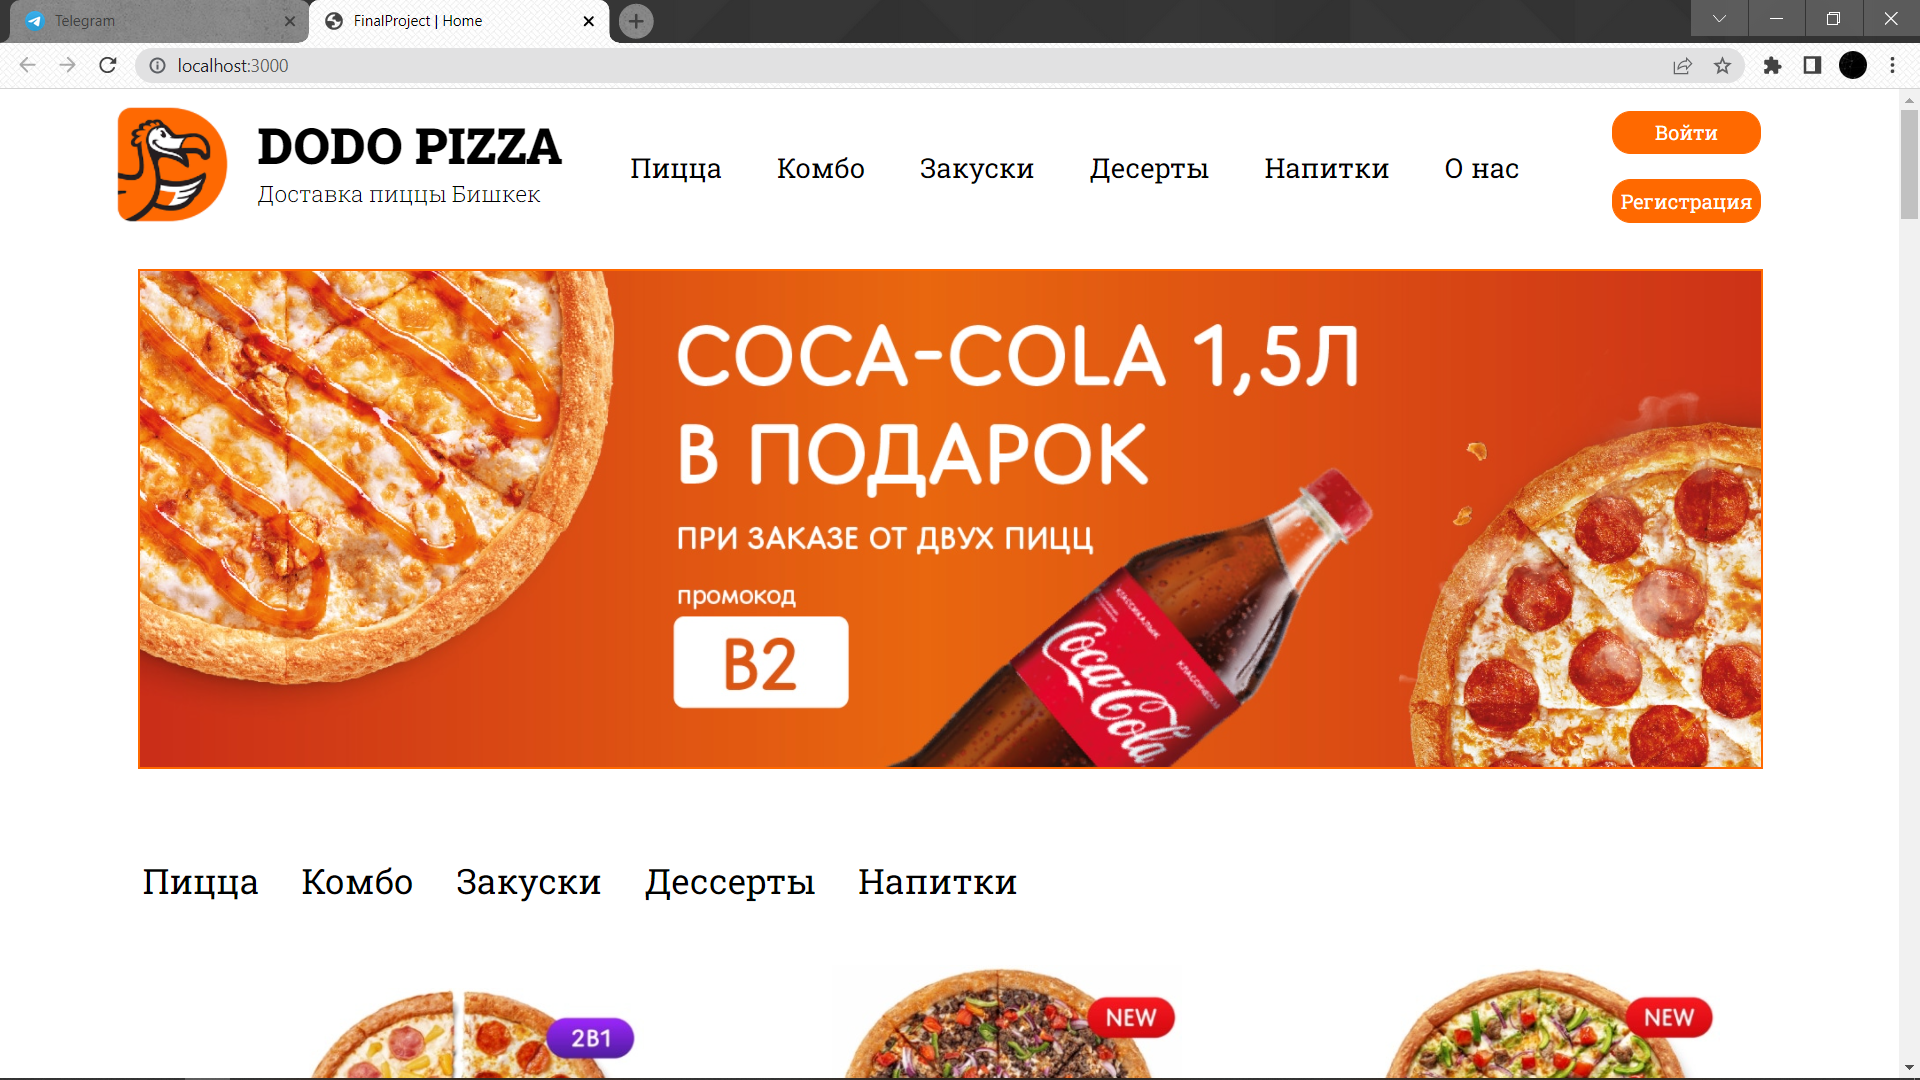 Telegram
FinalProject | Home
localhost:3000
DODO PIZZA
Доставка пиццы Бишкек
Пицца Комбо Закуски Десерты Напитки О нас
Войти
Регистрация
COCA-COLA 1,5Л
В ПОДАРОК
ПРИ ЗАКАЗЕ ОТ ДВУХ ПИЦЦ
промокод
B2
Coca-Cola
Пицца Комбо Закуски Дессерты Напитки
2В1
NEW
NEW